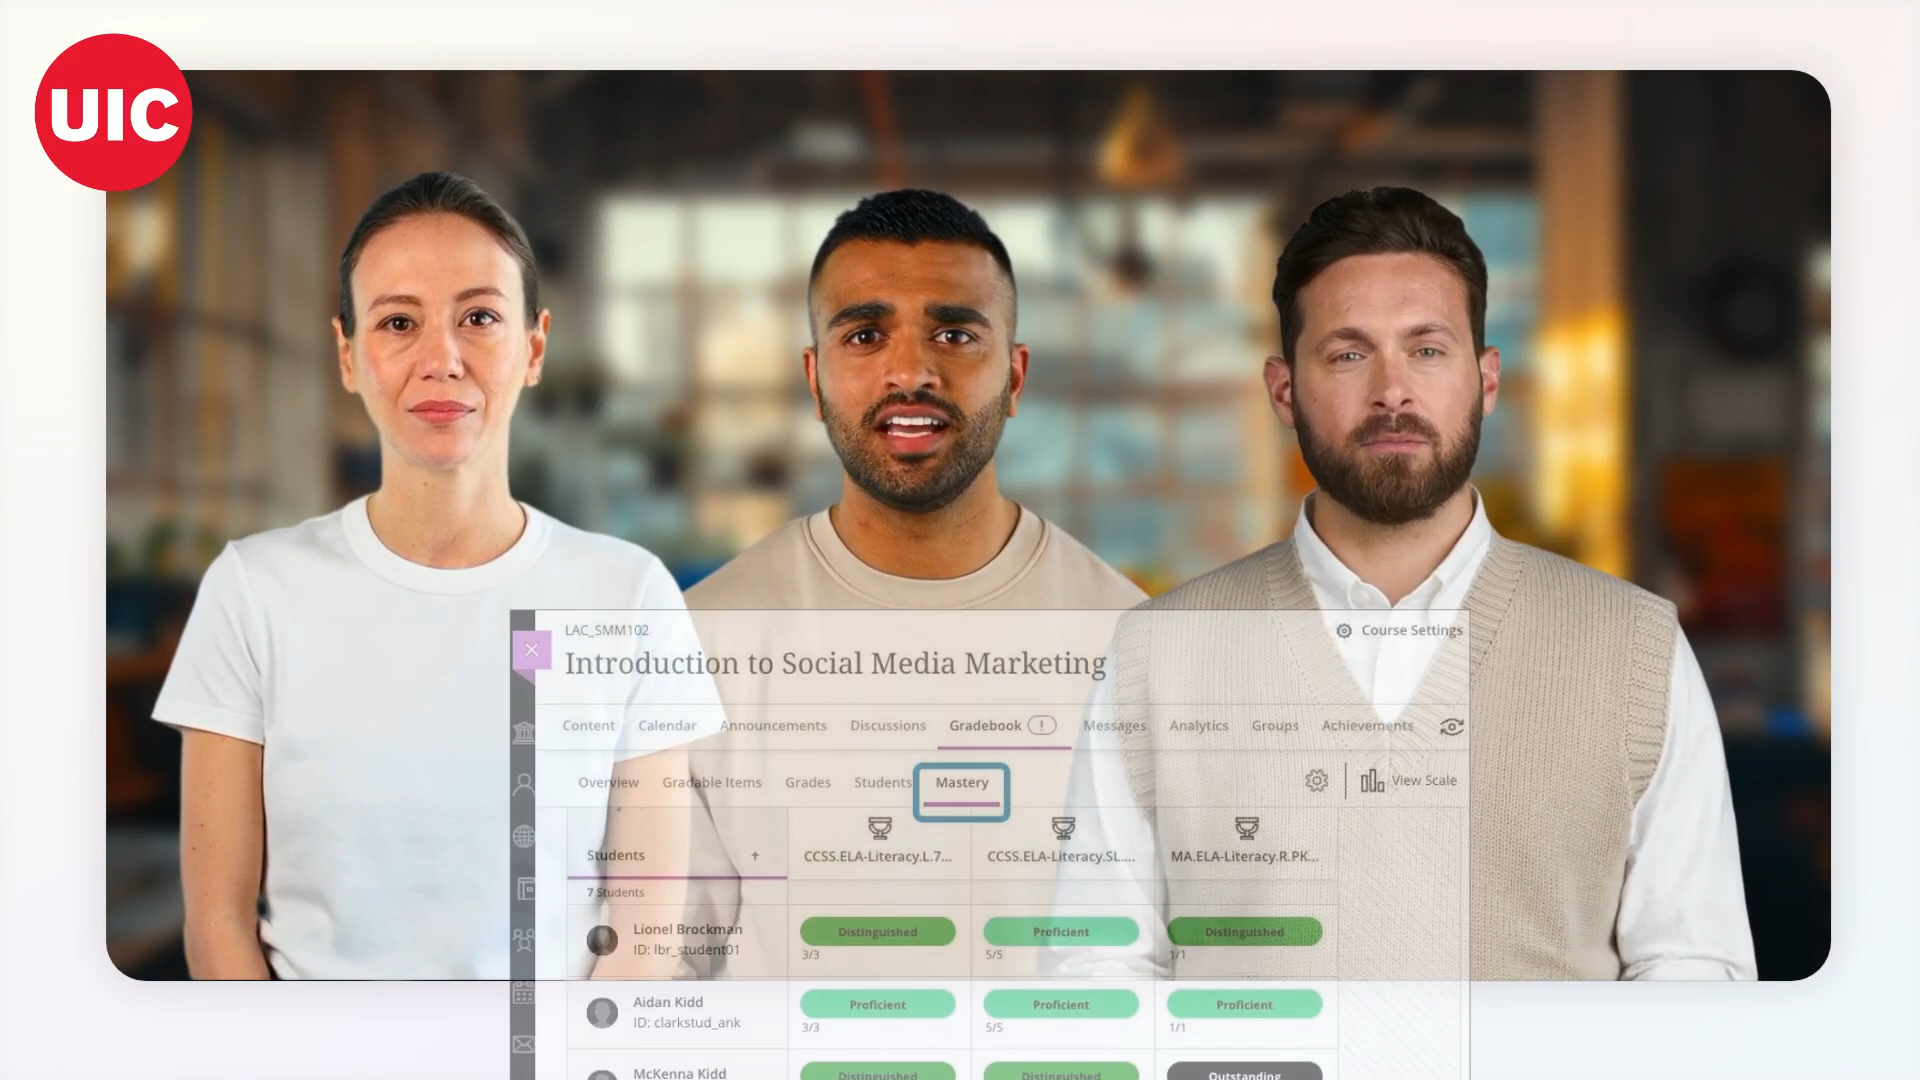 UIC
LAC_SMM102
Course Settings
Introduction to Social Media Marketing
Content Calendar Announcements Discussions Gradebook ! Messages Analytics Groups Achievements
Overview Gradable Items Grades Students Mastery View Scale
Students CCSS.ELA-Literacy.L.7... CCSS.ELA-Literacy.SL.... MA.ELA-Literacy.R.PK...
7 Students
Lionel Brockman Distinguished Proficient Distinguished
ID: lbr_student01 3/3 5/5 1/1
Aidan Kidd Proficient Proficient Proficient
ID: clarkstud_ank 3/3 5/5 1/1
McKenna Kidd Distinguished Distinguished Outstanding